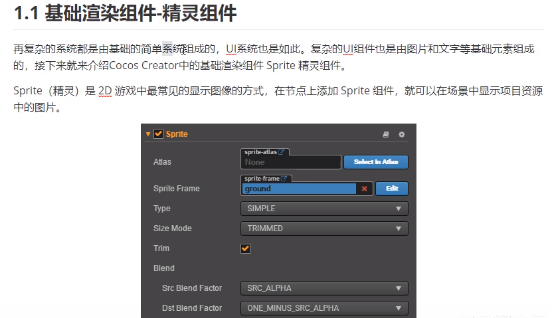 1.1 基础渲染组件-精灵组件
再复杂的系统都是由基础的简单系统组成的，UI系统也是如此。复杂的UI组件也是由图片和文字等基础元素组成
的，接下来就来介绍Cocos Creator中的基础渲染组件 Sprite 精灵组件。
Sprite（精灵）是 2D 游戏中最常见的显示图像的方式，在节点上添加 Sprite 组件，就可以在场景中显示项目资源
中的图片。
Sprite
sprite-atlas
Atlas None Select In Atlas
sprite-frame
Sprite Frame ground Edit
Type SIMPLE
Size Mode TRIMMED
Trim
Blend
Src Blend Factor SRC_ALPHA
Dst Blend Factor ONE_MINUS_SRC_ALPHA